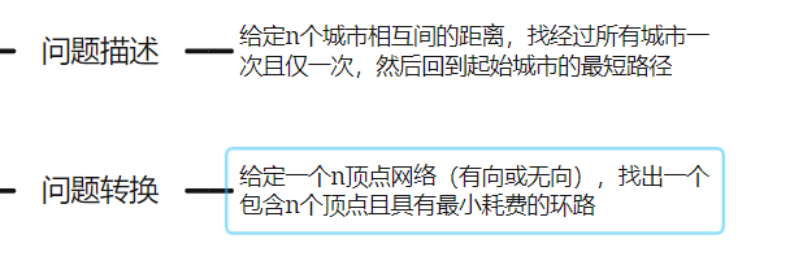 问题描述
给定n个城市相互间的距离，找经过所有城市一
次且仅一次，然后回到起始城市的最短路径
问题转换
给定一个n顶点网络（有向或无向），找出一个
包含n个顶点且具有最小耗费的环路